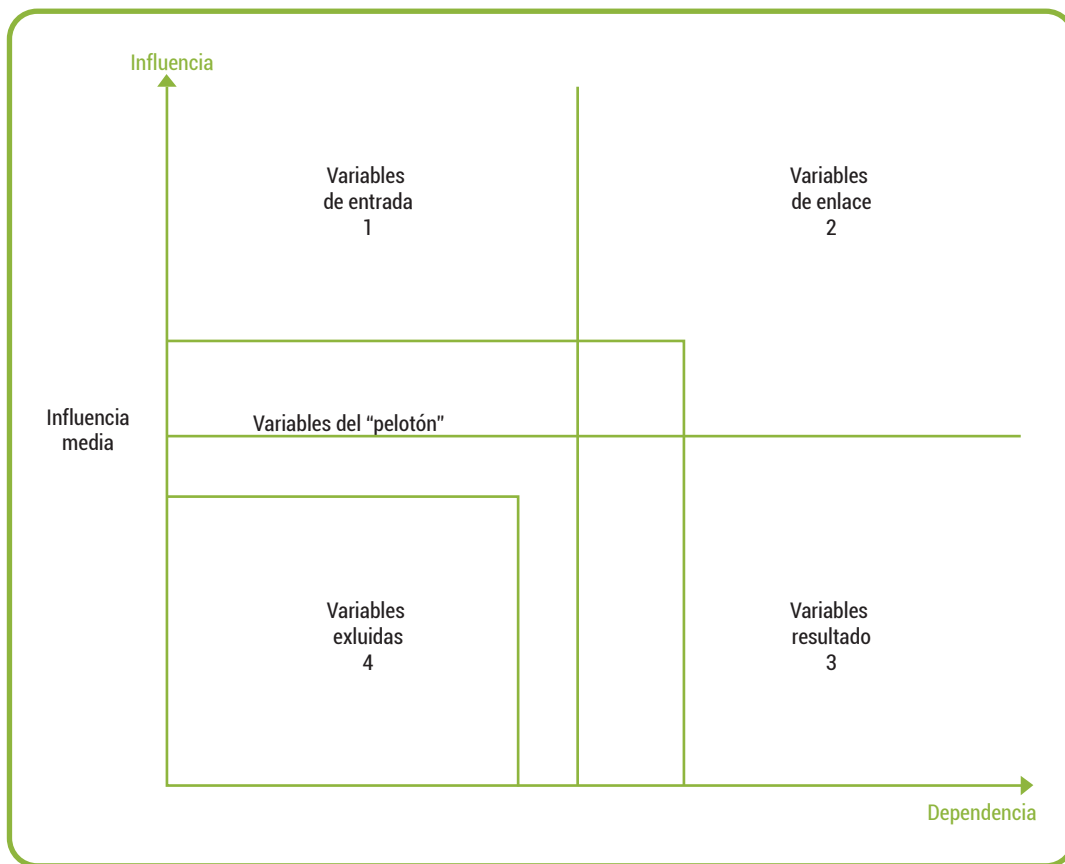 Influencia
Variables
de entrada
1
Variables
de enlace
2
Influencia
media
Variables del “pelotón”
Variables
exluidas
4
Variables
resultado
3
Dependencia